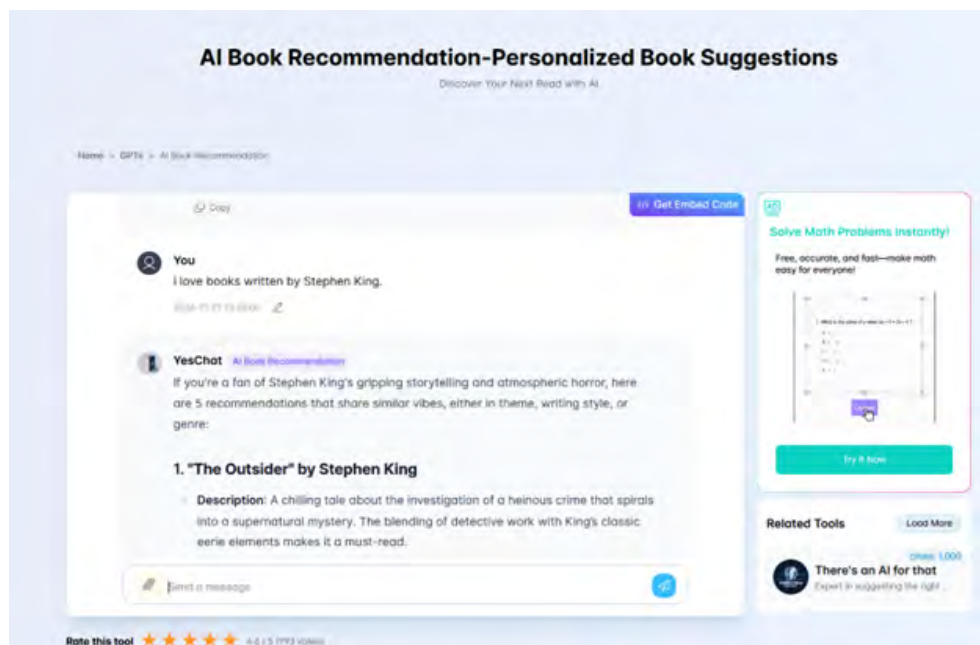 AI Book Recommendation-Personalized Book Suggestions
Discover Your Next Read with AI
Home > GPTs > AI Book Recommendation
Copy
Get Embed Code
You
I love books written by Stephen King.
YesChat AI Book Recommendation
If you're a fan of Stephen King's gripping storytelling and atmospheric horror, here
are 5 recommendations that share similar vibes, either in theme, writing style, or
genre:
1. "The Outsider" by Stephen King
Description: A chilling tale about the investigation of a heinous crime that spirals
into a supernatural mystery. The blending of detective work with King's classic
eerie elements makes it a must-read.
Send a message
Rate this tool
Solve Math Problems Instantly!
Free, accurate, and fast—make math
easy for everyone!
Try It Now
Related Tools
Load More
1,000
There's an AI for that
Expert in suggesting the right